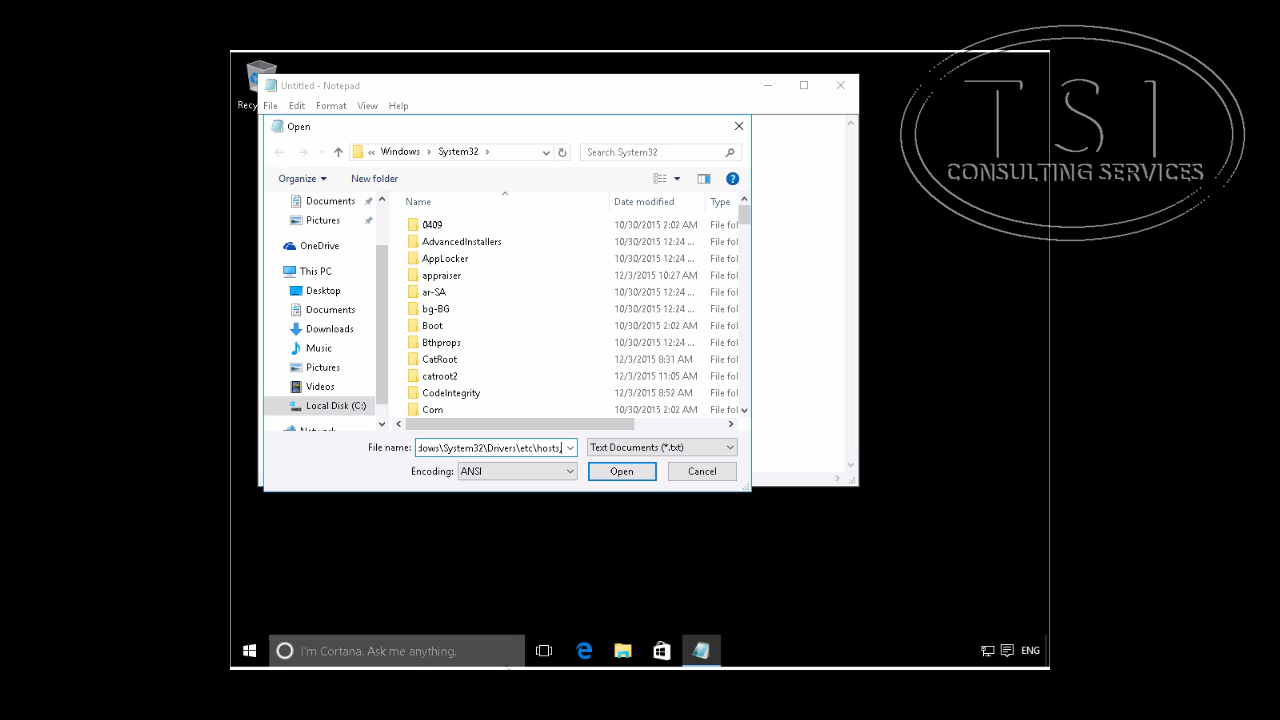 T S I
CONSULTING SERVICES
Untitled - Notepad
File Edit Format View Help
Open
« Windows › System32 ›
Search System32
Organize
New folder
Name Date modified Type
Documents
Pictures
OneDrive
This PC
Desktop
Documents
Downloads
Music
Pictures
Videos
Local Disk (C:)
0409 10/30/2015 2:02 AM File fol
AdvancedInstallers 10/30/2015 12:24 ... File fol
AppLocker 10/30/2015 12:24 ... File fol
appraiser 12/3/2015 10:27 AM File fol
ar-SA 10/30/2015 12:24 ... File fol
bg-BG 10/30/2015 12:24 ... File fol
Boot 10/30/2015 2:02 AM File fol
Bthprops 10/30/2015 12:24 ... File fol
CatRoot 12/3/2015 8:31 AM File fol
catroot2 12/3/2015 11:05 AM File fol
CodeIntegrity 12/3/2015 8:52 AM File fol
Com 10/30/2015 2:02 AM File fol
File name: dows\System32\Drivers\etc\hosts, Text Documents (*.txt)
Encoding: ANSI Open Cancel
I'm Cortana. Ask me anything.
ENG